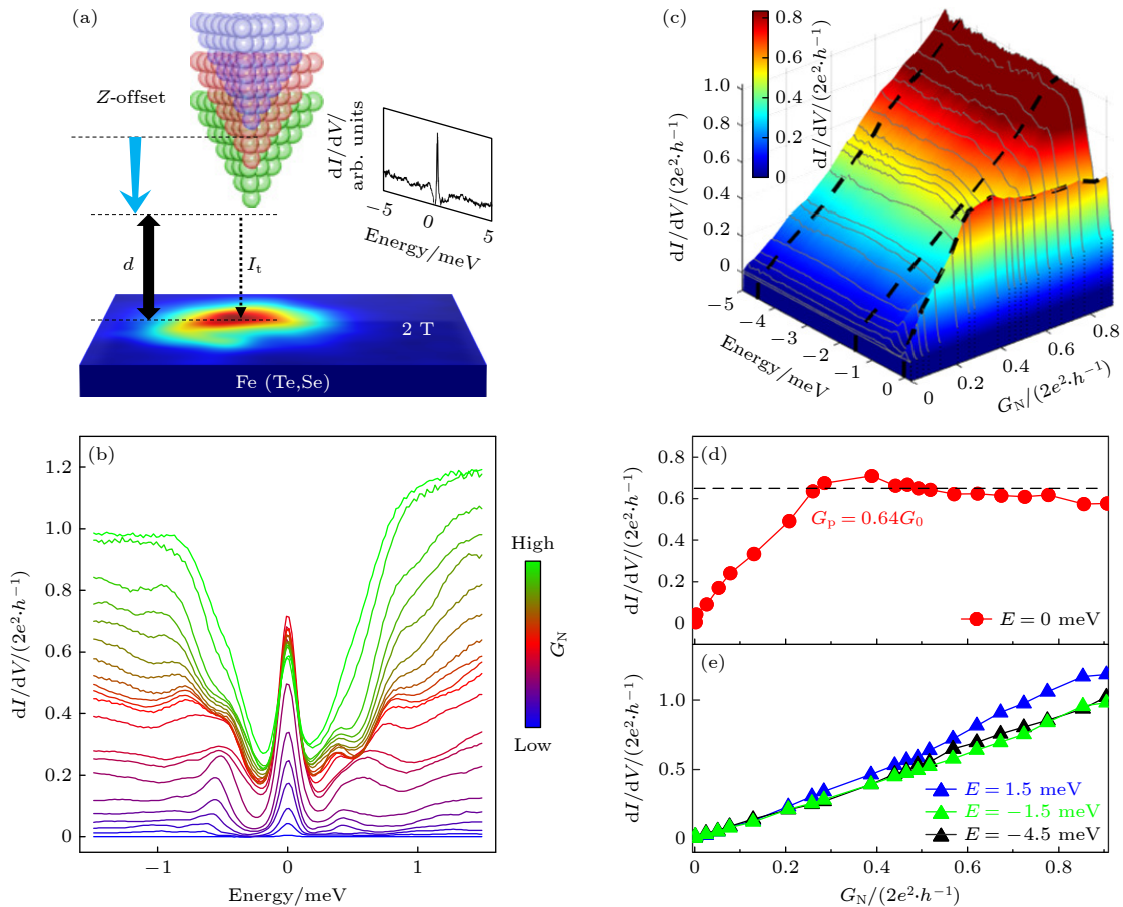 (a)
Z-offset
d
I_t
2 T
Fe (Te,Se)
dI/dV/
arb. units
−5
0
5
Energy/meV
(c)
dI/dV/(2e²·h⁻¹)
1.0
0.8
0.6
0.4
0.2
0
0.8
0.6
0.4
0.2
0
dI/dV/(2e²·h⁻¹)
−5
−4
−3
−2
−1
0
Energy/meV
0
0.2
0.4
0.6
0.8
G_N/(2e²·h⁻¹)
(b)
dI/dV/(2e²·h⁻¹)
1.2
1.0
0.8
0.6
0.4
0.2
0
−1
0
1
Energy/meV
High
G_N
Low
(d)
dI/dV/(2e²·h⁻¹)
0.8
0.6
0.4
0.2
0
G_p = 0.64G_0
E = 0 meV
(e)
dI/dV/(2e²·h⁻¹)
1.0
0.5
0
E = 1.5 meV
E = −1.5 meV
E = −4.5 meV
0
0.2
0.4
0.6
0.8
G_N/(2e²·h⁻¹)